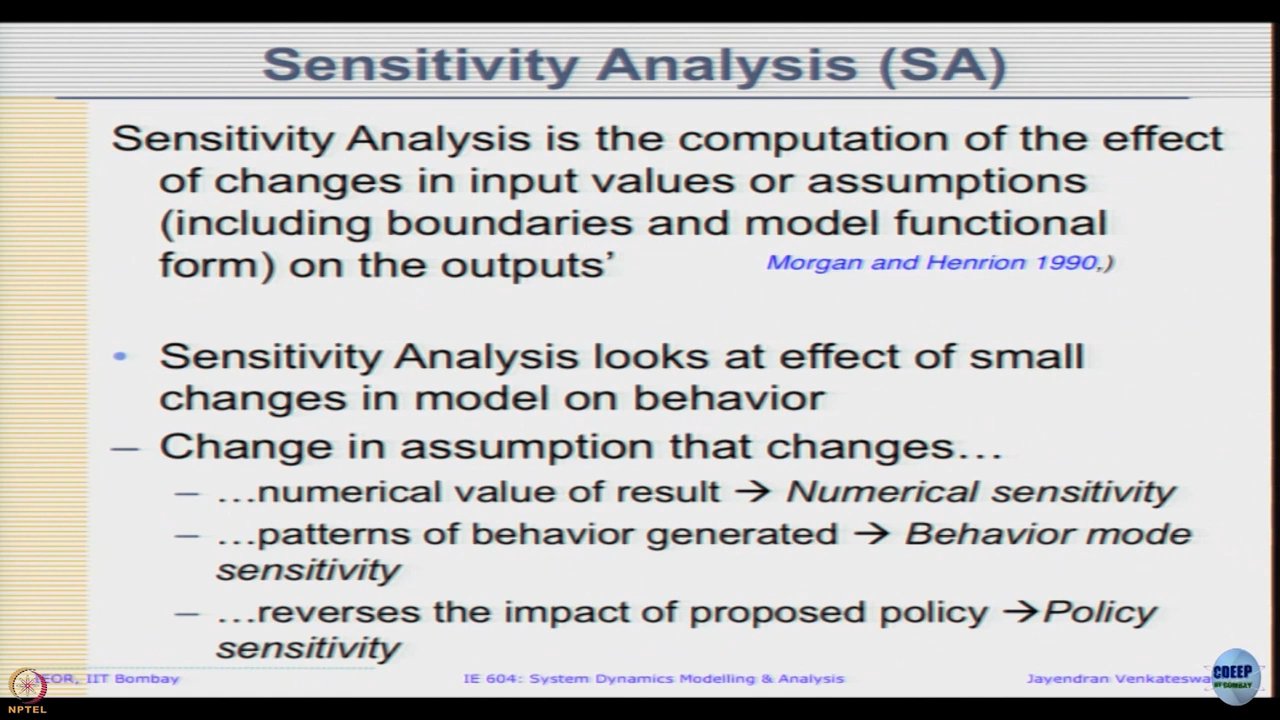 Sensitivity Analysis (SA)
Sensitivity Analysis is the computation of the effect
of changes in input values or assumptions
(including boundaries and model functional
form) on the outputs’ Morgan and Henrion 1990,)
• Sensitivity Analysis looks at effect of small
changes in model on behavior
– Change in assumption that changes…
– …numerical value of result → Numerical sensitivity
– …patterns of behavior generated → Behavior mode
sensitivity
– …reverses the impact of proposed policy →Policy
sensitivity
IEOR, IIT Bombay IE 604: System Dynamics Modelling & Analysis Jayendran
NPTEL
CDEEP
IIT BOMBAY